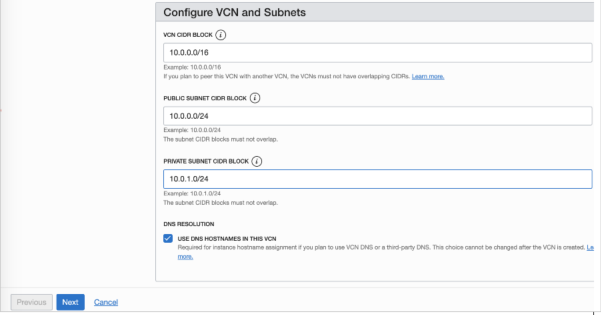 Configure VCN and Subnets
VCN CIDR BLOCK i
10.0.0.0/16
Example: 10.0.0.0/16
If you plan to peer this VCN with another VCN, the VCNs must not have overlapping CIDRs. Learn more.
PUBLIC SUBNET CIDR BLOCK i
10.0.0.0/24
Example: 10.0.0.0/24
The subnet CIDR blocks must not overlap.
PRIVATE SUBNET CIDR BLOCK i
10.0.1.0/24
Example: 10.0.1.0/24
The subnet CIDR blocks must not overlap.
DNS RESOLUTION
USE DNS HOSTNAMES IN THIS VCN
Required for instance hostname assignment if you plan to use VCN DNS or a third-party DNS. This choice cannot be changed after the VCN is created. Le
more.
Previous Next Cancel